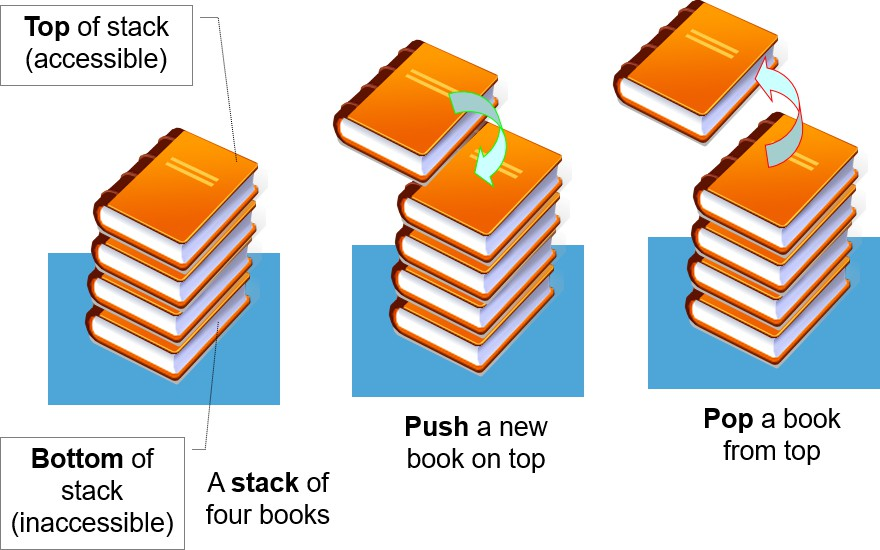 Top of stack
(accessible)
Bottom of
stack
(inaccessible)
A stack of
four books
Push a new
book on top
Pop a book
from top